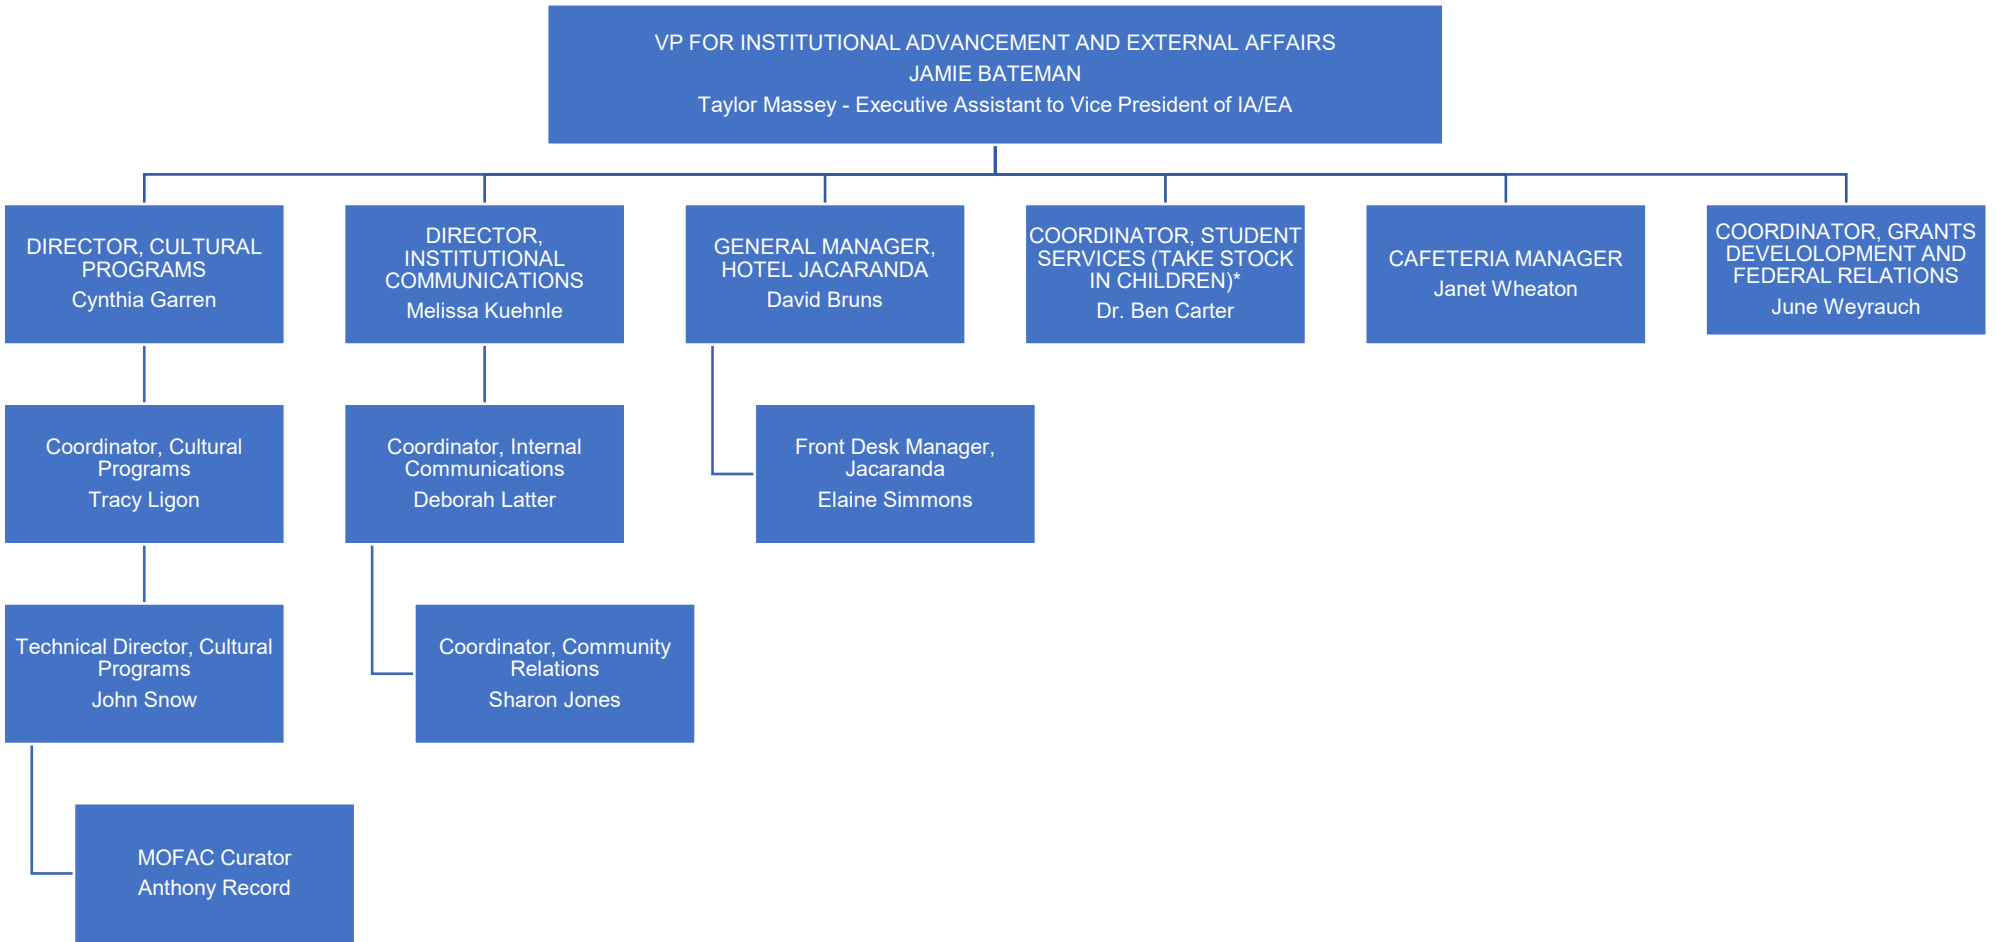 VP FOR INSTITUTIONAL ADVANCEMENT AND EXTERNAL AFFAIRS
JAMIE BATEMAN
Taylor Massey - Executive Assistant to Vice President of IA/EA
DIRECTOR, CULTURAL
PROGRAMS
Cynthia Garren
DIRECTOR,
INSTITUTIONAL
COMMUNICATIONS
Melissa Kuehnle
GENERAL MANAGER,
HOTEL JACARANDA
David Bruns
COORDINATOR, STUDENT
SERVICES (TAKE STOCK
IN CHILDREN)*
Dr. Ben Carter
CAFETERIA MANAGER
Janet Wheaton
COORDINATOR, GRANTS
DEVELOLOPMENT AND
FEDERAL RELATIONS
June Weyrauch
Coordinator, Cultural
Programs
Tracy Ligon
Coordinator, Internal
Communications
Deborah Latter
Front Desk Manager,
Jacaranda
Elaine Simmons
Technical Director, Cultural
Programs
John Snow
Coordinator, Community
Relations
Sharon Jones
MOFAC Curator
Anthony Record